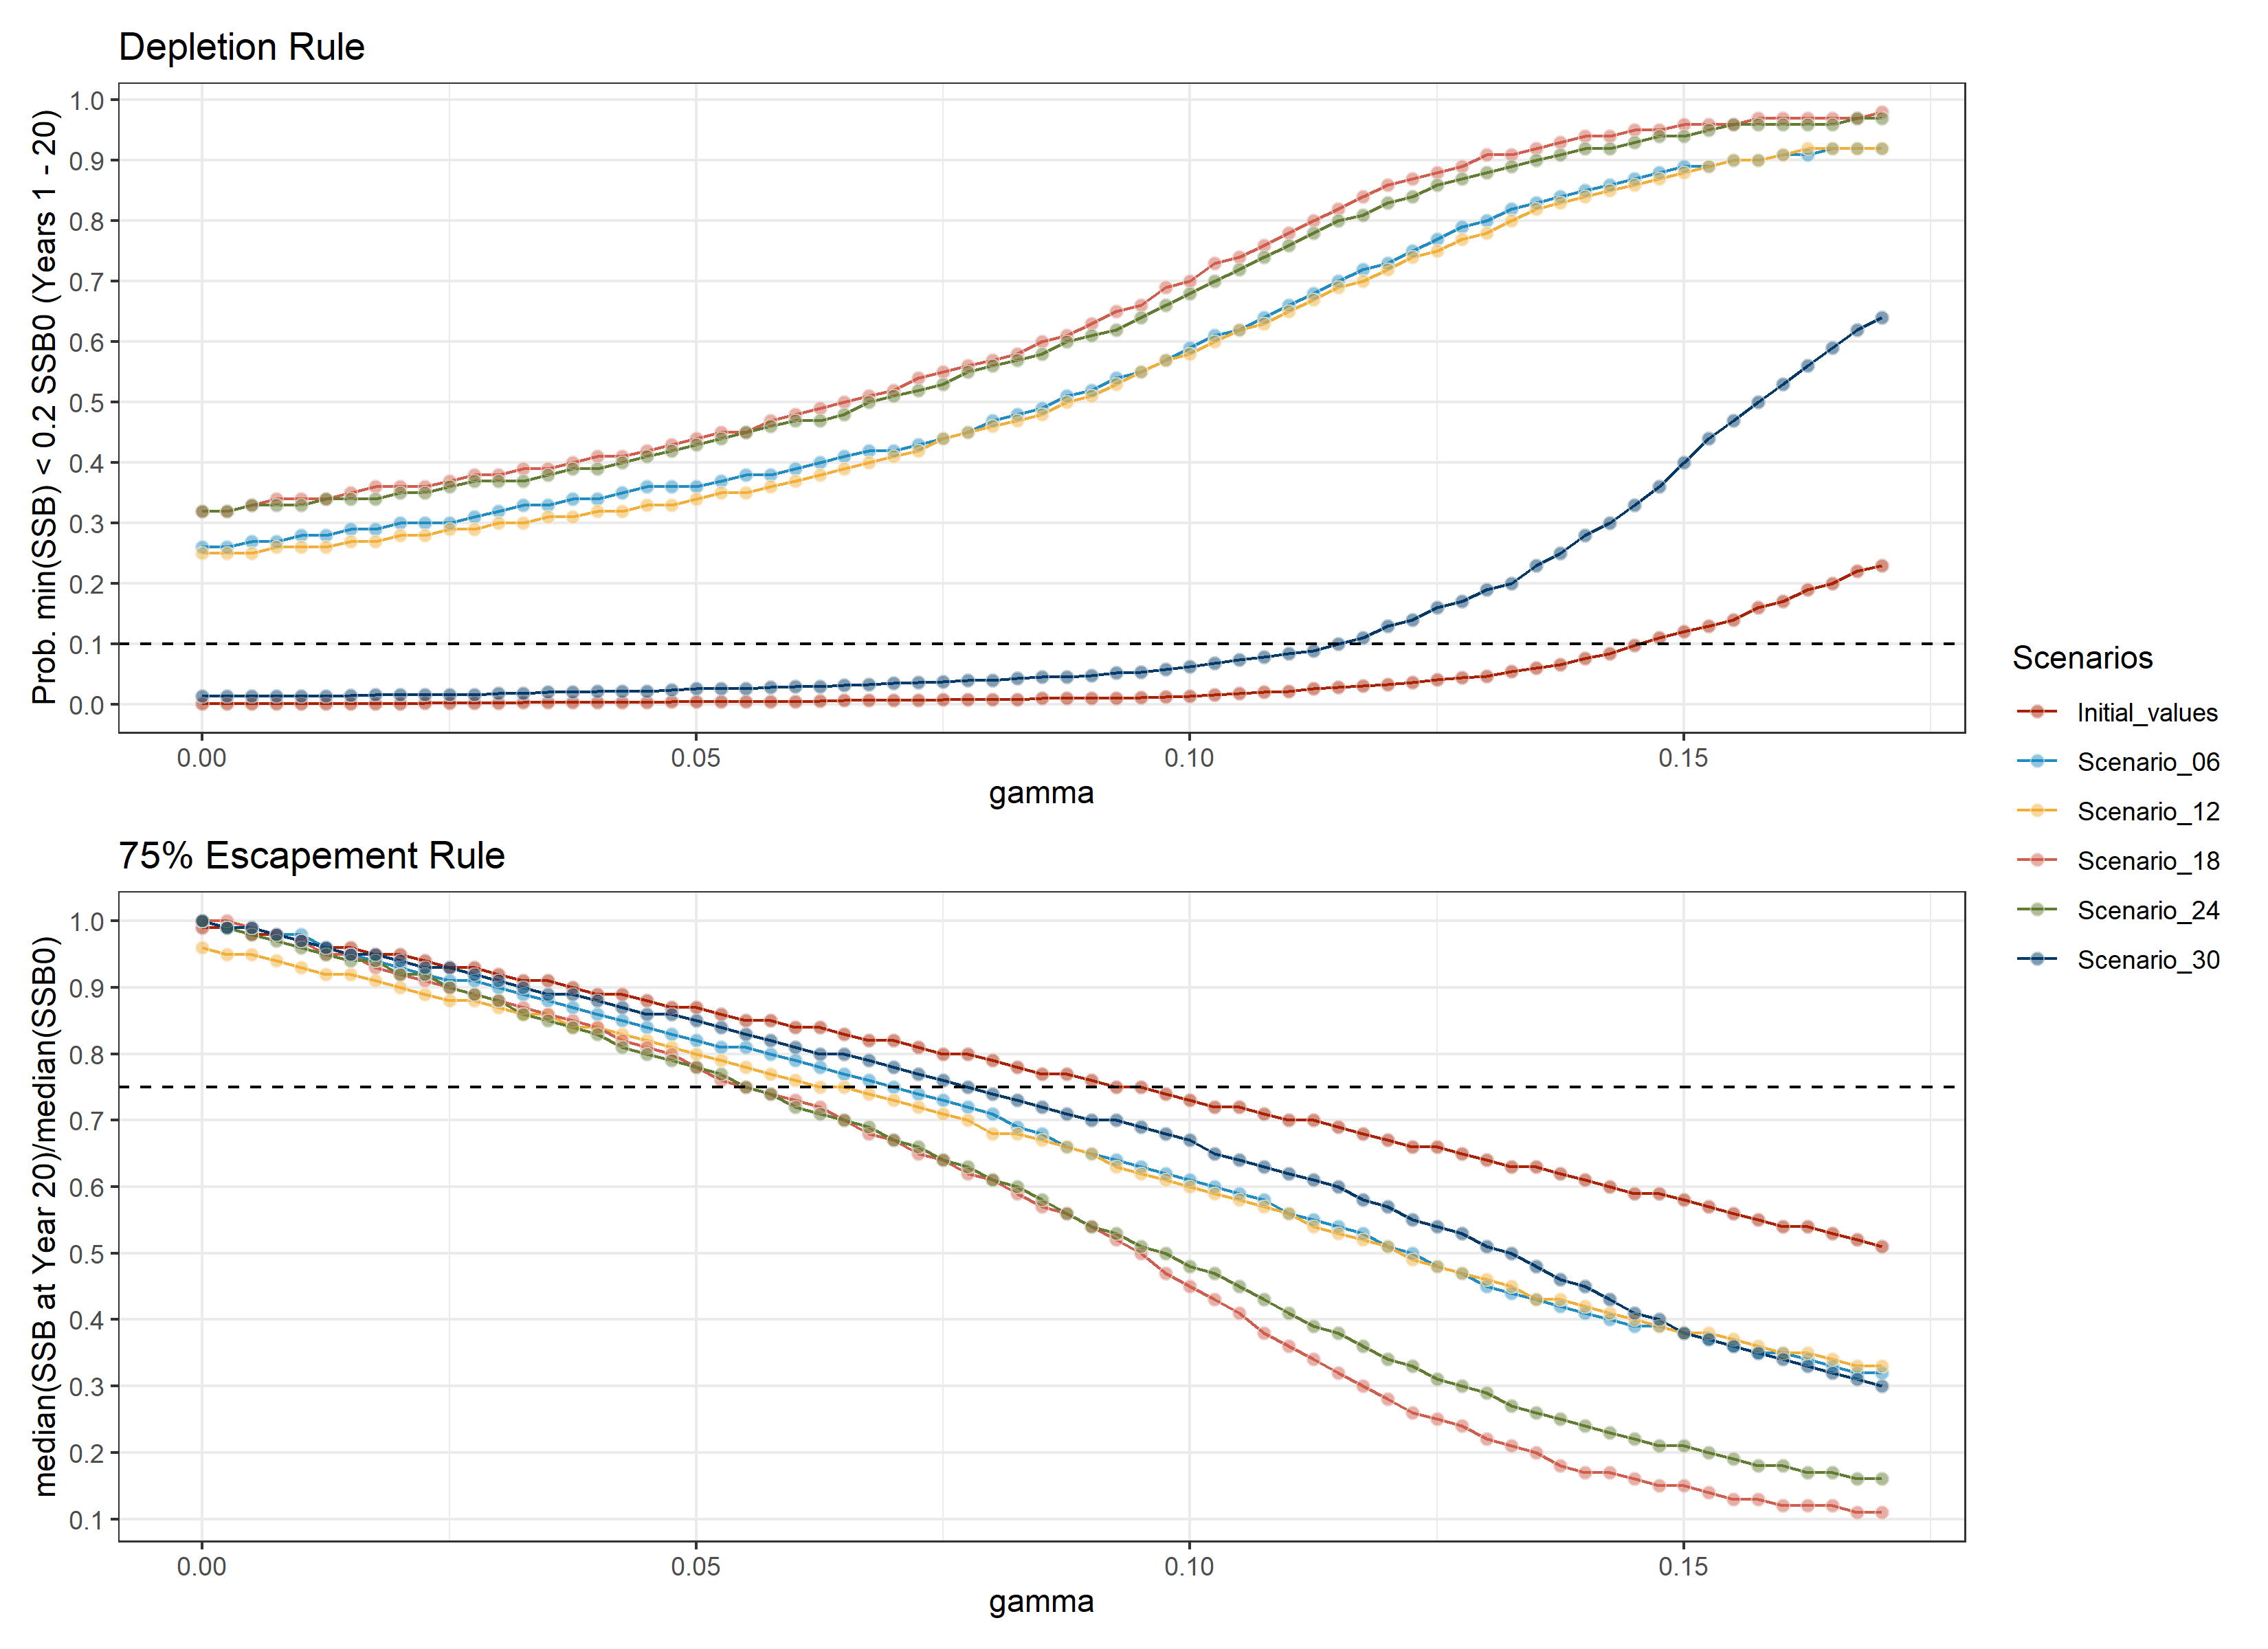 Depletion Rule
Prob. min(SSB) < 0.2 SSB0 (Years 1 - 20)
1.0
0.9
0.8
0.7
0.6
0.5
0.4
0.3
0.2
0.1
0.0
0.00 0.05 0.10 0.15
gamma
75% Escapement Rule
median(SSB at Year 20)/median(SSB0)
1.0
0.9
0.8
0.7
0.6
0.5
0.4
0.3
0.2
0.1
0.00 0.05 0.10 0.15
gamma
Scenarios
Initial_values
Scenario_06
Scenario_12
Scenario_18
Scenario_24
Scenario_30